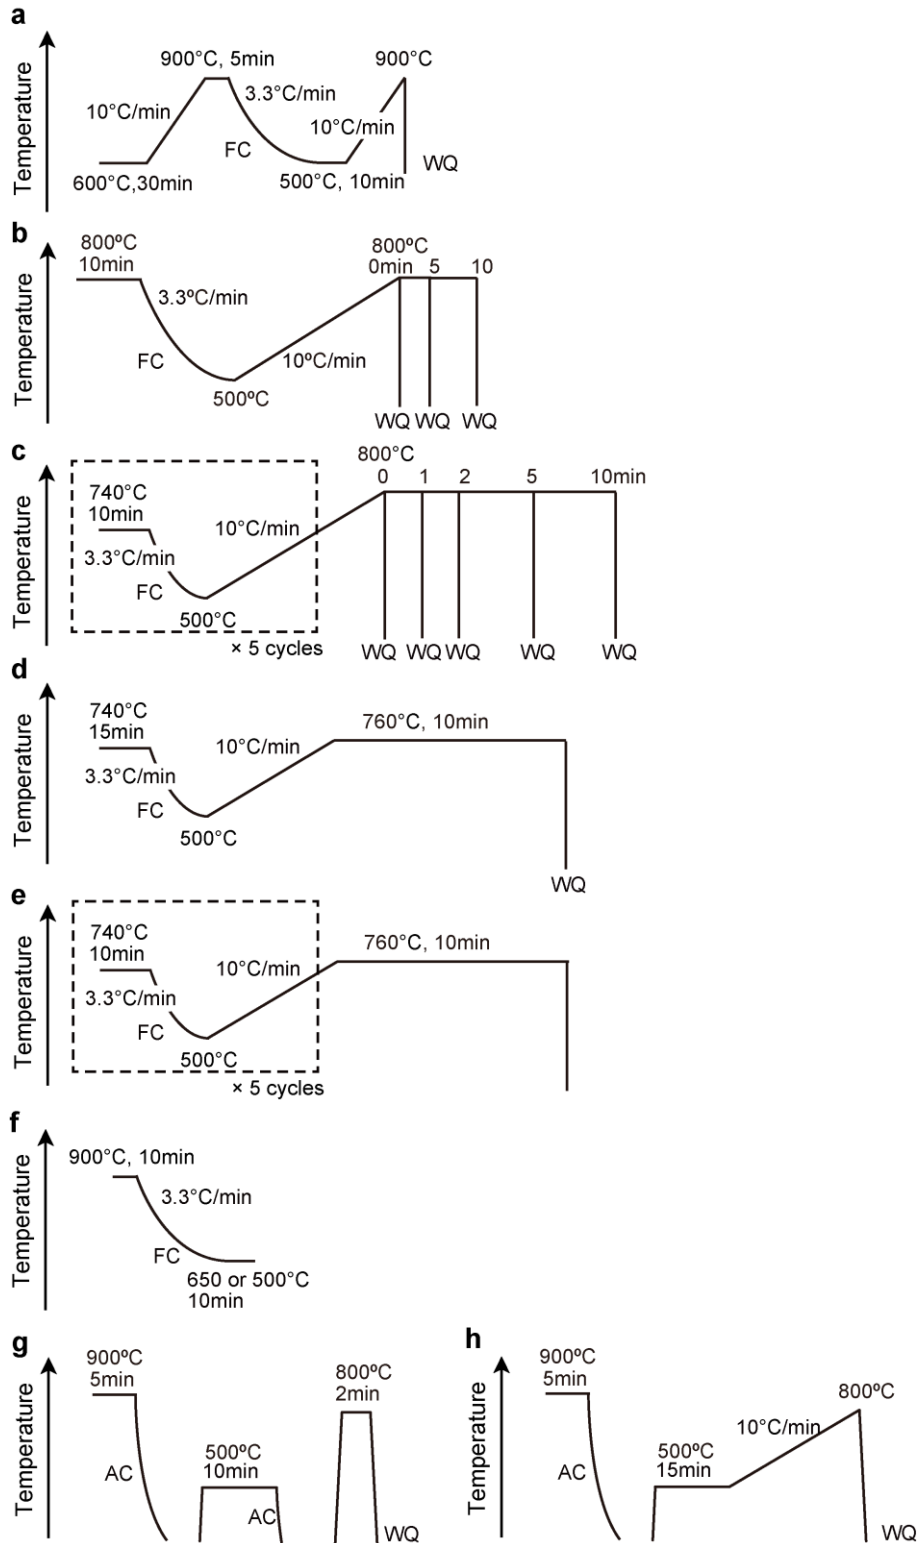 a
Temperature
900°C, 5min
900°C
3.3°C/min
10°C/min
10°C/min
FC
600°C,30min
500°C, 10min
WQ
b
Temperature
800ºC
10min
800ºC
0min 5 10
3.3ºC/min
FC
10ºC/min
500ºC
WQ WQ WQ
c
Temperature
740°C
10min
800°C
0 1 2 5 10min
10°C/min
3.3°C/min
FC
500°C
× 5 cycles
WQ WQ WQ WQ WQ
d
Temperature
740°C
15min
760°C, 10min
10°C/min
3.3°C/min
FC
500°C
WQ
e
Temperature
740°C
10min
760°C, 10min
10°C/min
3.3°C/min
FC
500°C
× 5 cycles
f
Temperature
900°C, 10min
3.3°C/min
FC
650 or 500°C
10min
g
Temperature
900ºC
5min
AC
500ºC
10min
AC
800ºC
2min
WQ
h
Temperature
900ºC
5min
AC
500ºC
15min
10°C/min
800ºC
WQ